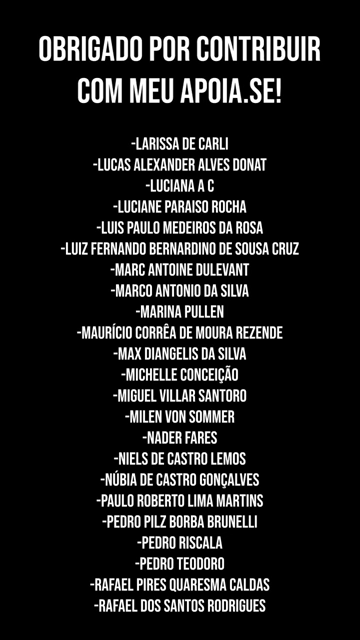 OBRIGADO POR CONTRIBUIR
COM MEU APOIA.SE!
-LARISSA DE CARLI
-LUCAS ALEXANDER ALVES DONAT
-LUCIANA A C
-LUCIANE PARAISO ROCHA
-LUIS PAULO MEDEIROS DA ROSA
-LUIZ FERNANDO BERNARDINO DE SOUSA CRUZ
-MARC ANTOINE DULEVANT
-MARCO ANTONIO DA SILVA
-MARINA PULLEN
-MAURÍCIO CORRÊA DE MOURA REZENDE
-MAX DIANGELIS DA SILVA
-MICHELLE CONCEIÇÃO
-MIGUEL VILLAR SANTORO
-MILEN VON SOMMER
-NADER FARES
-NIELS DE CASTRO LEMOS
-NÚBIA DE CASTRO GONÇALVES
-PAULO ROBERTO LIMA MARTINS
-PEDRO PILZ BORBA BRUNELLI
-PEDRO RISCALA
-PEDRO TEODORO
-RAFAEL PIRES QUARESMA CALDAS
-RAFAEL DOS SANTOS RODRIGUES